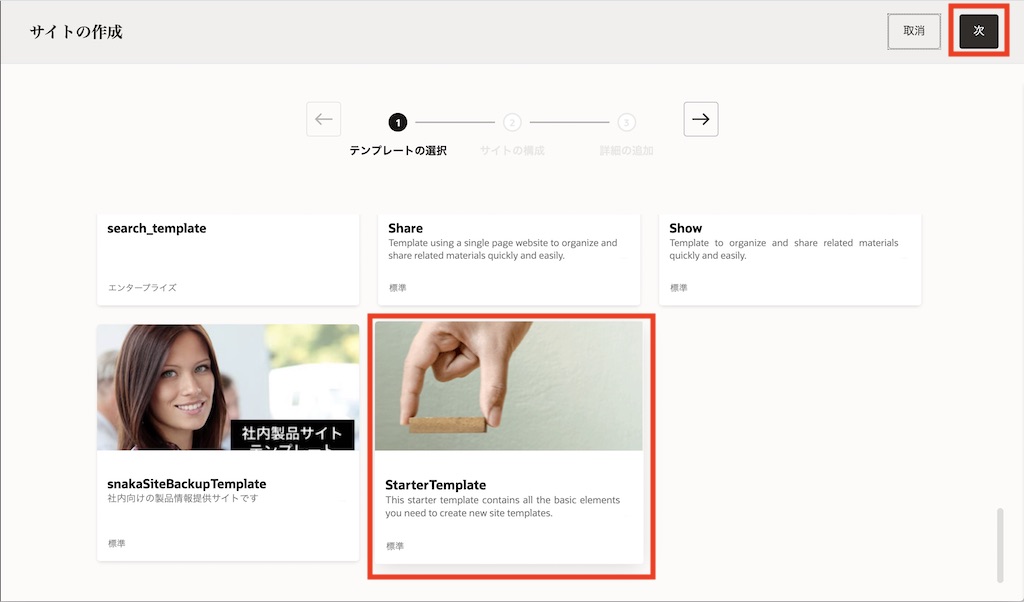 サイトの作成
取消
次
1
2
3
テンプレートの選択
サイトの構成
詳細の追加
search_template
エンタープライズ
Share
Template using a single page website to organize and
share related materials quickly and easily.
標準
Show
Template to organize and share related materials
quickly and easily.
標準
社内製品サイト
テンプレート
snakaSiteBackupTemplate
社内向けの製品情報提供サイトです
標準
StarterTemplate
This starter template contains all the basic elements
you need to create new site templates.
標準